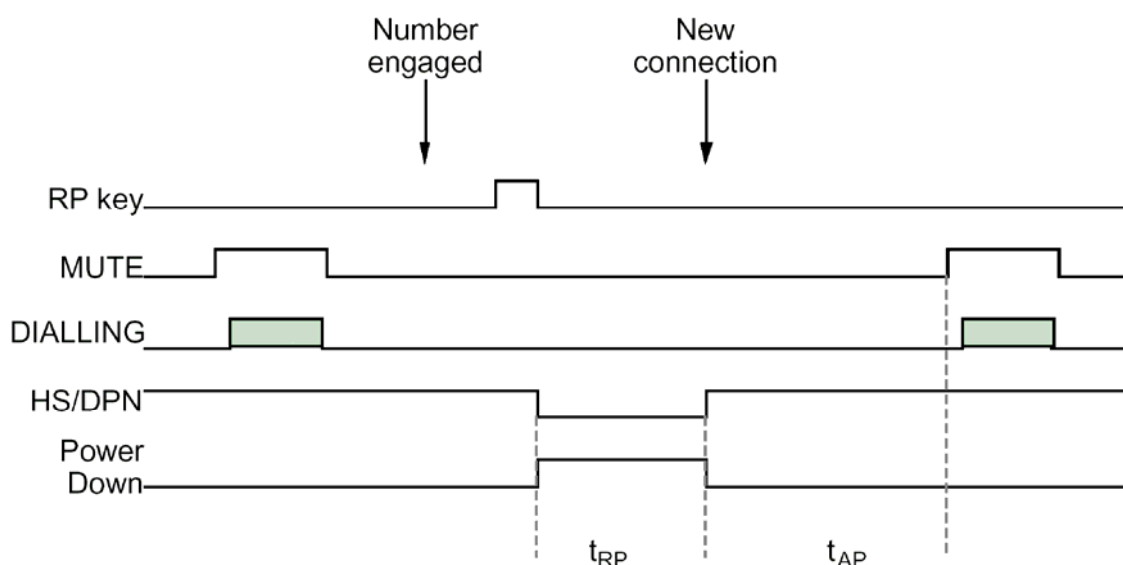 Number
engaged
New
connection
RP key
MUTE
DIALLING
HS/DPN
Power
Down
tRP
tAP